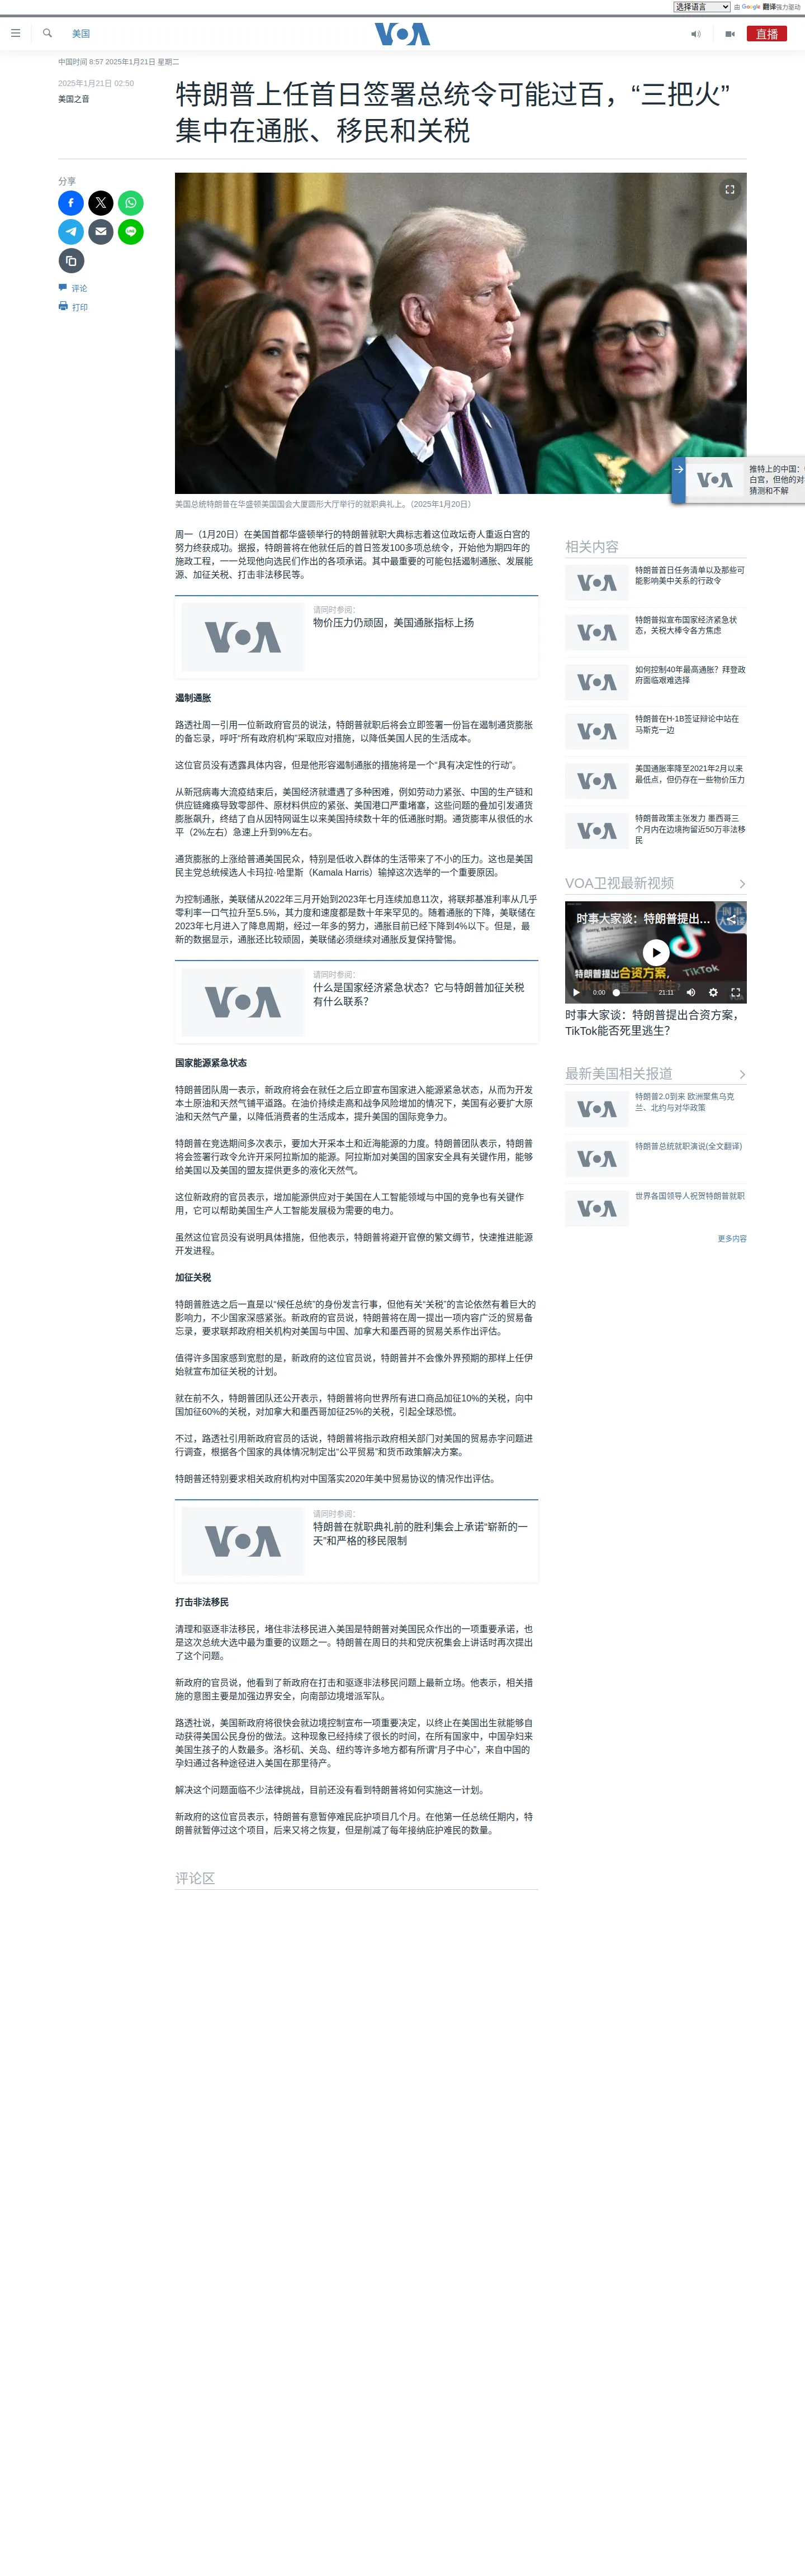 选择语言 由 Google 翻译强力驱动
美国
VOA
直播
中国时间 8:57 2025年1月21日 星期二
2025年1月21日 02:50
美国之音
特朗普上任首日签署总统令可能过百，“三把火”
集中在通胀、移民和关税
分享
评论
打印
美国总统特朗普在华盛顿美国国会大厦圆形大厅举行的就职典礼上。（2025年1月20日）
推特上的中国：
白宫，但他的对
猜测和不解
周一（1月20日）在美国首都华盛顿举行的特朗普就职大典标志着这位政坛奇人重返白宫的
努力终获成功。据报，特朗普将在他就任后的首日签发100多项总统令，开始他为期四年的
施政工程，一一兑现他向选民们作出的各项承诺。其中最重要的可能包括遏制通胀、发展能
源、加征关税、打击非法移民等。
VOA
请同时参阅：
物价压力仍顽固，美国通胀指标上扬
遏制通胀
路透社周一引用一位新政府官员的说法，特朗普就职后将会立即签署一份旨在遏制通货膨胀
的备忘录，呼吁“所有政府机构”采取应对措施，以降低美国人民的生活成本。
这位官员没有透露具体内容，但是他形容遏制通胀的措施将是一个“具有决定性的行动”。
从新冠病毒大流疫结束后，美国经济就遭遇了多种困难，例如劳动力紧张、中国的生产链和
供应链瘫痪导致零部件、原材料供应的紧张、美国港口严重堵塞，这些问题的叠加引发通货
膨胀飙升，终结了自从因特网诞生以来美国持续数十年的低通胀时期。通货膨率从很低的水
平（2%左右）急速上升到9%左右。
通货膨胀的上涨给普通美国民众，特别是低收入群体的生活带来了不小的压力。这也是美国
民主党总统候选人卡玛拉·哈里斯（Kamala Harris）输掉这次选举的一个重要原因。
为控制通胀，美联储从2022年三月开始到2023年七月连续加息11次，将联邦基准利率从几乎
零利率一口气拉升至5.5%，其力度和速度都是数十年来罕见的。随着通胀的下降，美联储在
2023年七月进入了降息周期，经过一年多的努力，通胀目前已经下降到4%以下。但是，最
新的数据显示，通胀还比较顽固，美联储必须继续对通胀反复保持警惕。
VOA
请同时参阅：
什么是国家经济紧急状态？它与特朗普加征关税
有什么联系？
国家能源紧急状态
特朗普团队周一表示，新政府将会在就任之后立即宣布国家进入能源紧急状态，从而为开发
本土原油和天然气铺平道路。在油价持续走高和战争风险增加的情况下，美国有必要扩大原
油和天然气产量，以降低消费者的生活成本，提升美国的国际竞争力。
特朗普在竞选期间多次表示，要加大开采本土和近海能源的力度。特朗普团队表示，特朗普
将会签署行政令允许开采阿拉斯加的能源。阿拉斯加对美国的国家安全具有关键作用，能够
给美国以及美国的盟友提供更多的液化天然气。
这位新政府的官员表示，增加能源供应对于美国在人工智能领域与中国的竞争也有关键作
用，它可以帮助美国生产人工智能发展极为需要的电力。
虽然这位官员没有说明具体措施，但他表示，特朗普将避开官僚的繁文缛节，快速推进能源
开发进程。
加征关税
特朗普胜选之后一直是以“候任总统”的身份发言行事，但他有关“关税”的言论依然有着巨大的
影响力，不少国家深感紧张。新政府的官员说，特朗普将在周一提出一项内容广泛的贸易备
忘录，要求联邦政府相关机构对美国与中国、加拿大和墨西哥的贸易关系作出评估。
值得许多国家感到宽慰的是，新政府的这位官员说，特朗普并不会像外界预期的那样上任伊
始就宣布加征关税的计划。
就在前不久，特朗普团队还公开表示，特朗普将向世界所有进口商品加征10%的关税，向中
国加征60%的关税，对加拿大和墨西哥加征25%的关税，引起全球恐慌。
不过，路透社引用新政府官员的话说，特朗普将指示政府相关部门对美国的贸易赤字问题进
行调查，根据各个国家的具体情况制定出“公平贸易”和货币政策解决方案。
特朗普还特别要求相关政府机构对中国落实2020年美中贸易协议的情况作出评估。
VOA
请同时参阅：
特朗普在就职典礼前的胜利集会上承诺“崭新的一
天”和严格的移民限制
打击非法移民
清理和驱逐非法移民，堵住非法移民进入美国是特朗普对美国民众作出的一项重要承诺，也
是这次总统大选中最为重要的议题之一。特朗普在周日的共和党庆祝集会上讲话时再次提出
了这个问题。
新政府的官员说，他看到了新政府在打击和驱逐非法移民问题上最新立场。他表示，相关措
施的意图主要是加强边界安全，向南部边境增派军队。
路透社说，美国新政府将很快会就边境控制宣布一项重要决定，以终止在美国出生就能够自
动获得美国公民身份的做法。这种现象已经持续了很长的时间，在所有国家中，中国孕妇来
美国生孩子的人数最多。洛杉矶、关岛、纽约等许多地方都有所谓“月子中心”，来自中国的
孕妇通过各种途径进入美国在那里待产。
解决这个问题面临不少法律挑战，目前还没有看到特朗普将如何实施这一计划。
新政府的这位官员表示，特朗普有意暂停难民庇护项目几个月。在他第一任总统任期内，特
朗普就暂停过这个项目，后来又将之恢复，但是削减了每年接纳庇护难民的数量。
评论区
相关内容
特朗普首日任务清单以及那些可
能影响美中关系的行政令
特朗普拟宣布国家经济紧急状
态，关税大棒令各方焦虑
如何控制40年最高通胀？拜登政
府面临艰难选择
特朗普在H-1B签证辩论中站在
马斯克一边
美国通胀率降至2021年2月以来
最低点，但仍存在一些物价压力
特朗普政策主张发力 墨西哥三
个月内在边境拘留近50万非法移
民
VOA卫视最新视频
时事大家谈：特朗普提出…
特朗普提出合资方案，
TikTok能否死里逃生？
TikTok
0:00 21:11
时事大家谈：特朗普提出合资方案，
TikTok能否死里逃生？
最新美国相关报道
特朗普2.0到来 欧洲聚焦乌克
兰、北约与对华政策
特朗普总统就职演说(全文翻译)
世界各国领导人祝贺特朗普就职
更多内容